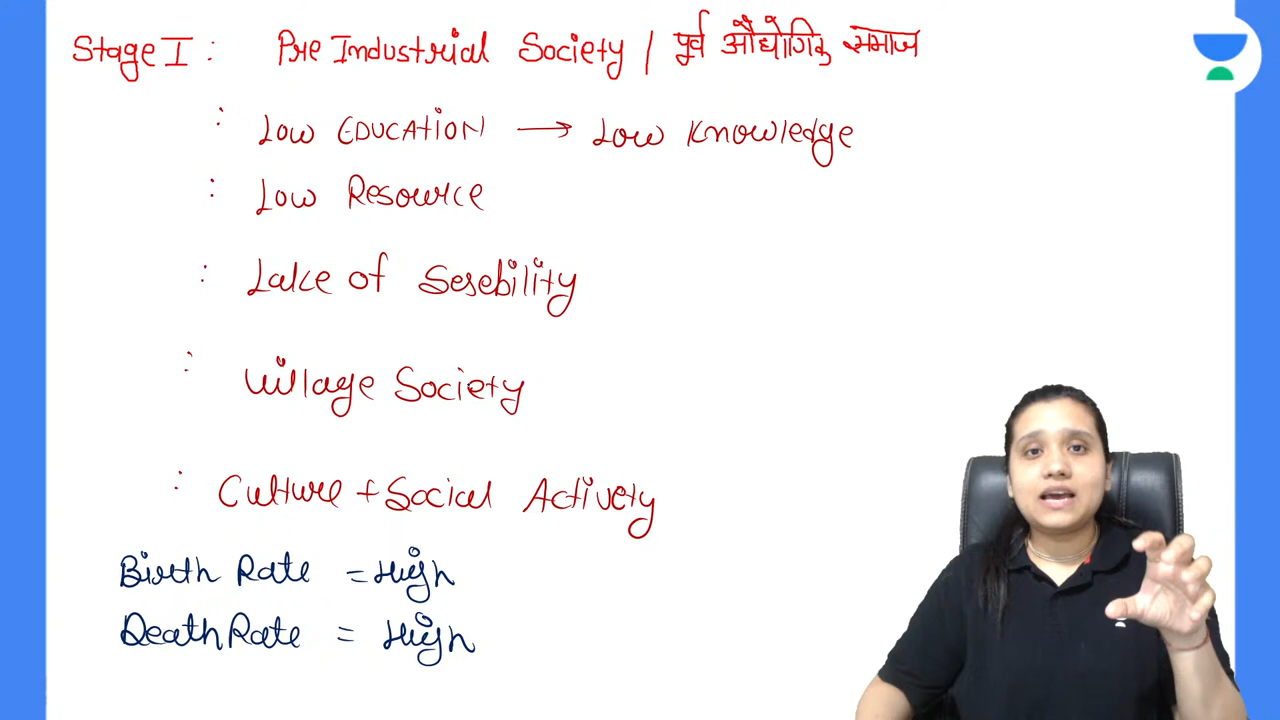 Stage I : Pre Industrial Society / पूर्व औद्योगिक समाज
: Low EDUCATION → Low Knowledge
: Low Resource
: Lake of Sesebility
: Village Society
: Culture + Social Activety
Birth Rate = High
Death Rate = High